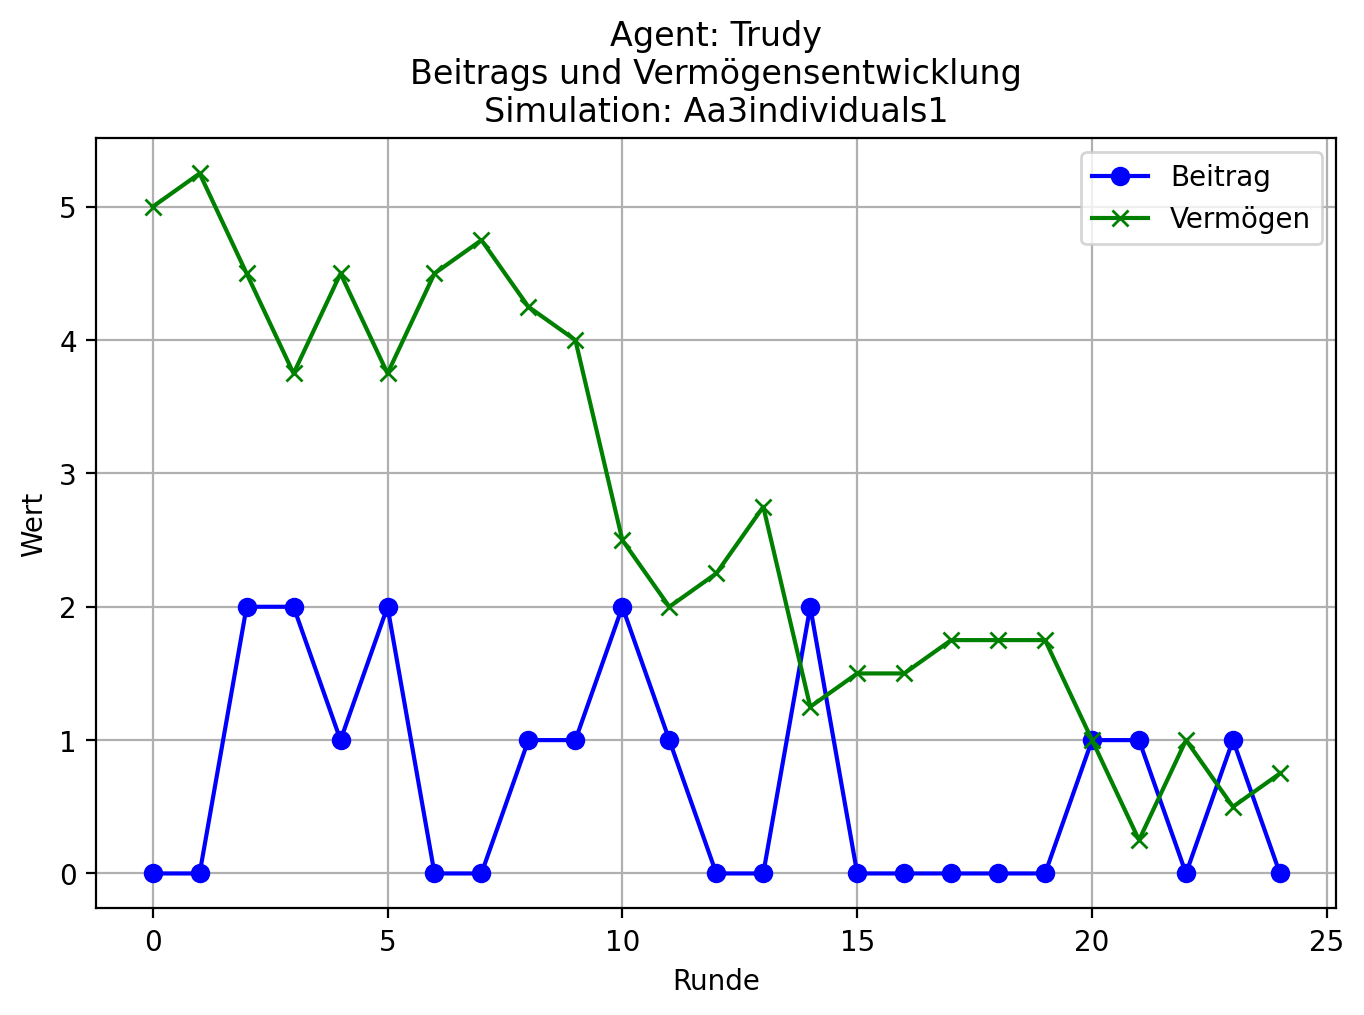 Agent: Trudy
Beitrags und Vermögensentwicklung
Simulation: Aa3individuals1
Beitrag
Vermögen
Wert
5
4
3
2
1
0
0 5 10 15 20 25
Runde